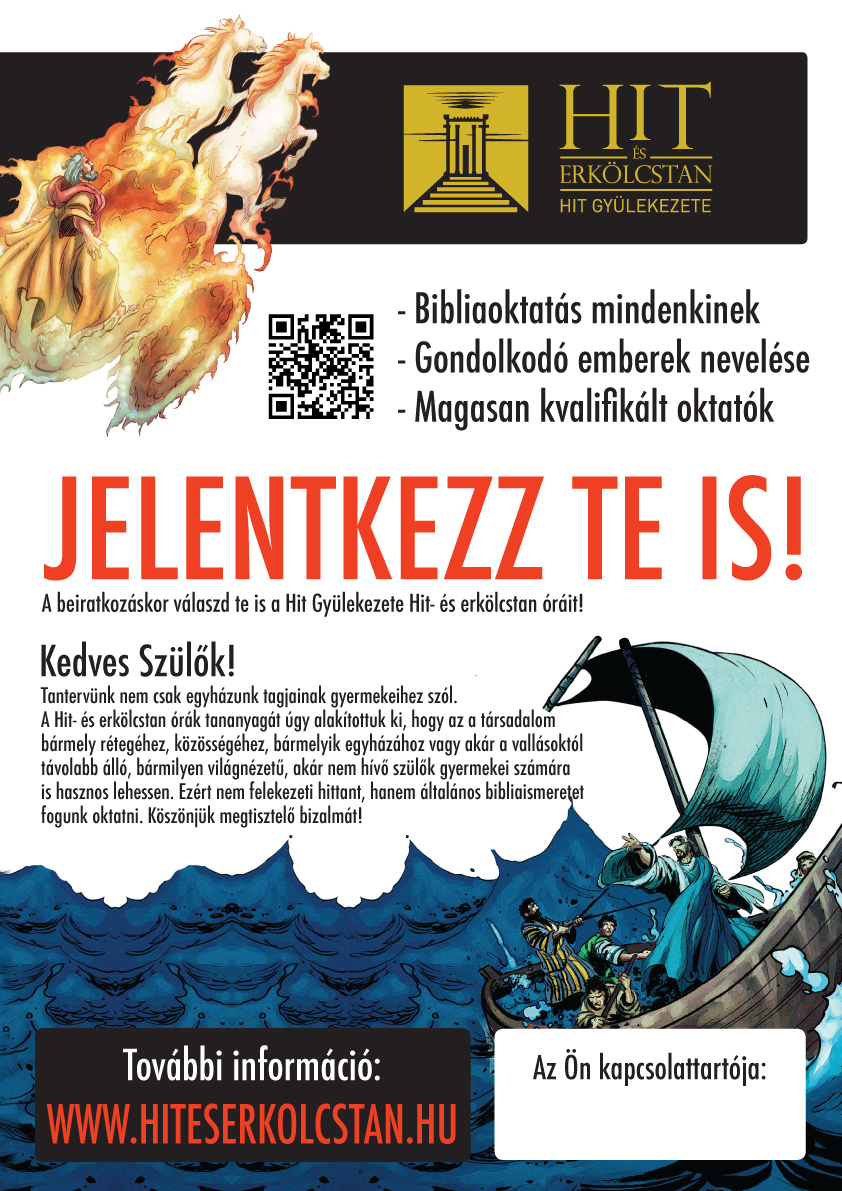 HIT
ÉS
ERKÖLCSTAN
HIT GYÜLEKEZETE
- Bibliaoktatás mindenkinek
- Gondolkodó emberek nevelése
- Magasan kvalifikált oktatók
JELENTKEZZ TE IS!
A beiratkozáskor válaszd te is a Hit Gyülekezete Hit- és erkölcstan óráit!
Kedves Szülők!
Tantervünk nem csak egyházunk tagjainak gyermekeihez szól.
A Hit- és erkölcstan órák tananyagát úgy alakítottuk ki, hogy az a társadalom
bármely rétegéhez, közösségéhez, bármelyik egyházához vagy akár a vallásoktól
távolabb álló, bármilyen világnézetű, akár nem hívő szülők gyermekei számára
is hasznos lehessen. Ezért nem felekezeti hittant, hanem általános bibliaismeretet
fogunk oktatni. Köszönjük megtisztelő bizalmát!
További információ:
WWW.HITESERKOLCSTAN.HU
Az Ön kapcsolattartója: